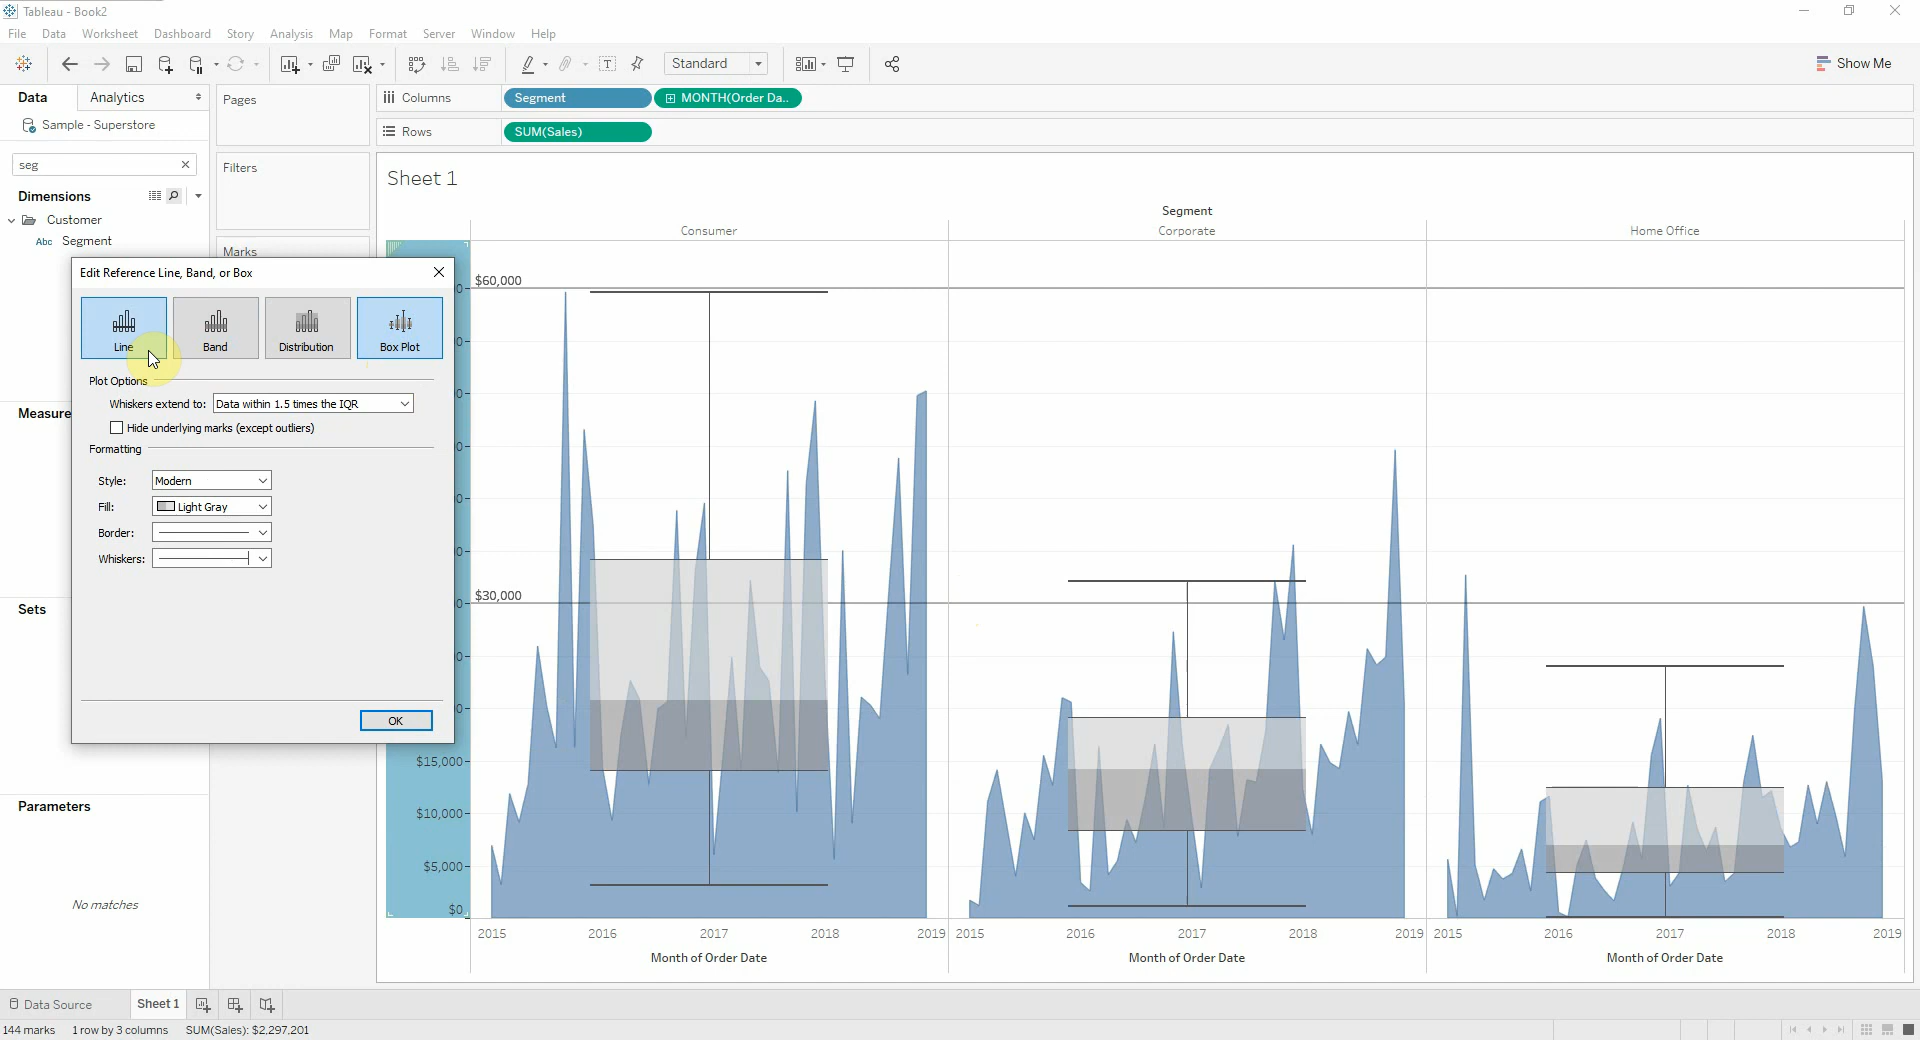 Tableau - Book2
File Data Worksheet Dashboard Story Analysis Map Format Server Window Help
Standard
Show Me
Data
Analytics
Sample - Superstore
seg
Dimensions
Customer
Abc Segment
Measure
Sets
Parameters
No matches
Pages
Filters
Marks
Columns
Segment
MONTH(Order Da..
Rows
SUM(Sales)
Sheet 1
Segment
Consumer
Corporate
Home Office
$60,000
$30,000
$15,000
$10,000
$5,000
$0
2015 2016 2017 2018 2019
2015 2016 2017 2018 2019
2015 2016 2017 2018 2019
Month of Order Date
Month of Order Date
Month of Order Date
Edit Reference Line, Band, or Box
Line
Band
Distribution
Box Plot
Plot Options
Whiskers extend to: Data within 1.5 times the IQR
Hide underlying marks (except outliers)
Formatting
Style: Modern
Fill: Light Gray
Border:
Whiskers:
OK
Data Source
Sheet 1
144 marks 1 row by 3 columns SUM(Sales): $2,297,201